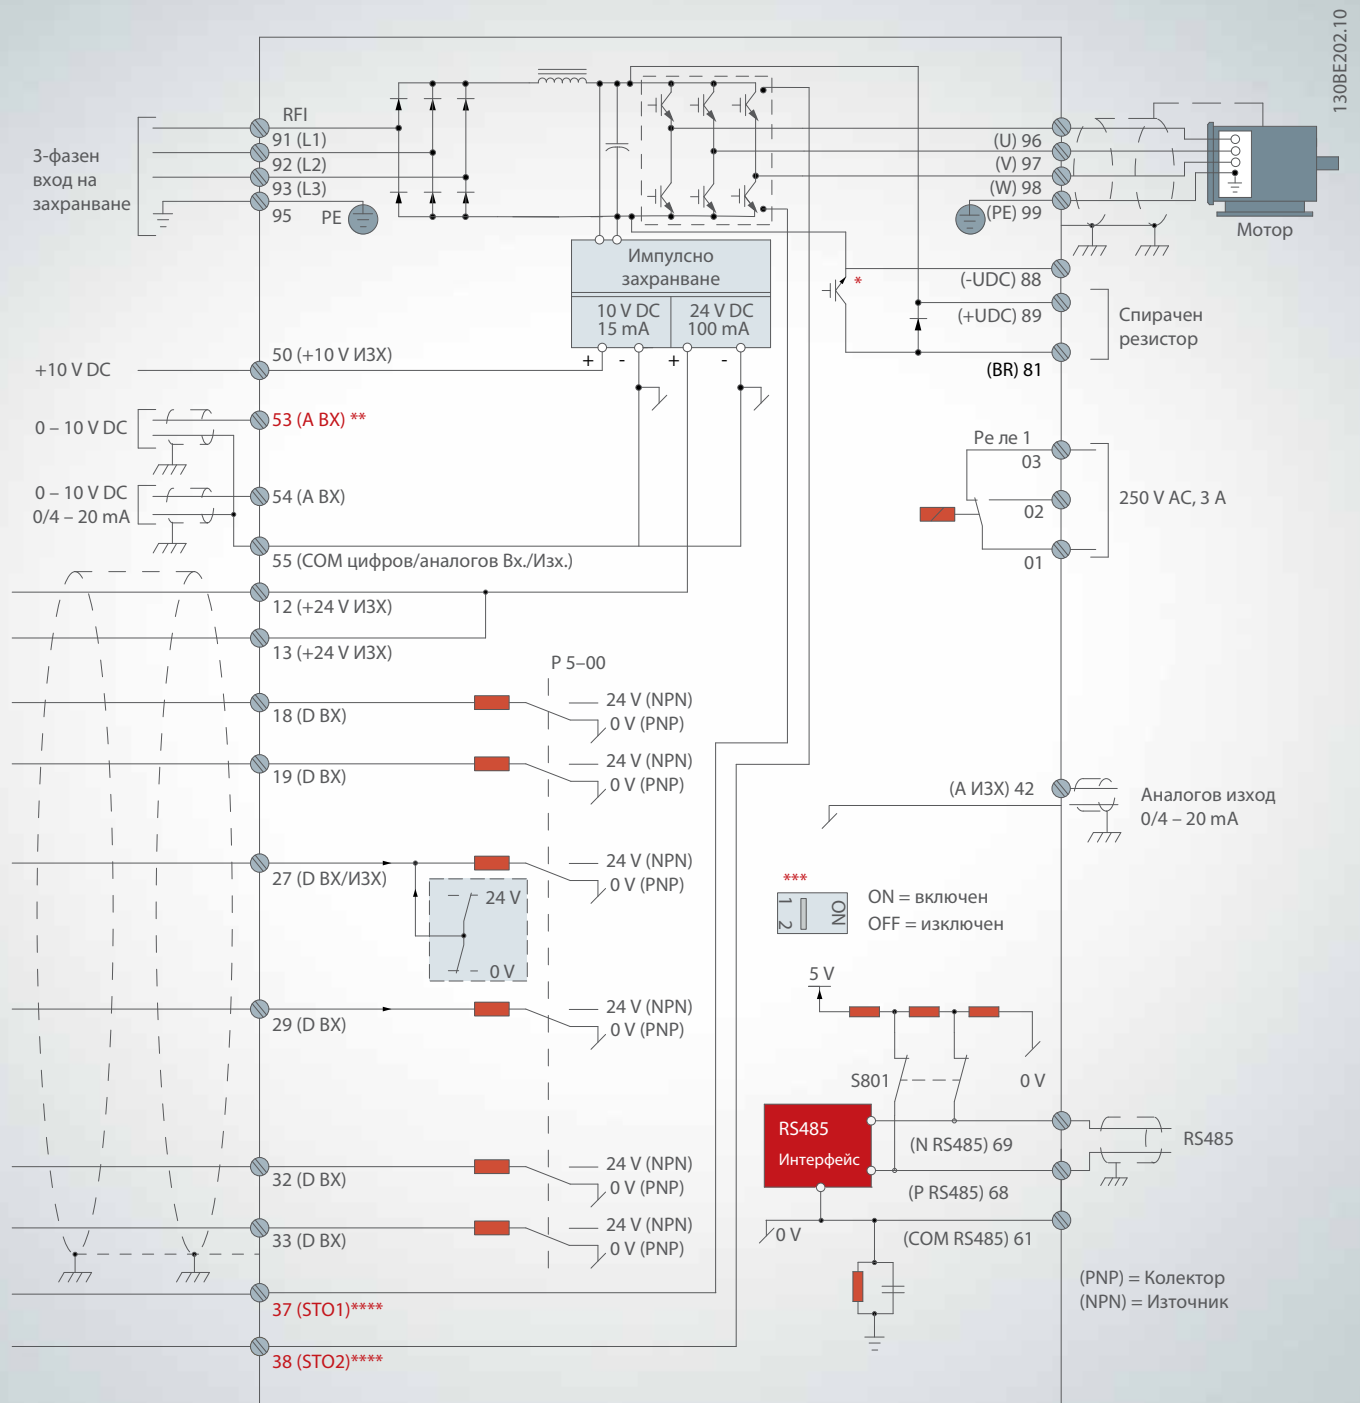 130BE202.10
3-фазен
вход на
захранване
RFI
91 (L1)
92 (L2)
93 (L3)
95
PE
(U) 96
(V) 97
(W) 98
(PE) 99
Мотор
Импулсно
захранване
10 V DC
15 mA
24 V DC
100 mA
+ - + -
*
(-UDC) 88
(+UDC) 89
(BR) 81
Спирачен
резистор
+10 V DC
50 (+10 V ИЗХ)
0 – 10 V DC
53 (A ВХ) **
0 – 10 V DC
0/4 – 20 mA
54 (A ВХ)
55 (COM цифров/аналогов Вх./Изх.)
12 (+24 V ИЗХ)
13 (+24 V ИЗХ)
Ре ле 1
03
02
01
250 V AC, 3 A
P 5–00
18 (D ВХ)
24 V (NPN)
0 V (PNP)
19 (D ВХ)
24 V (NPN)
0 V (PNP)
27 (D ВХ/ИЗХ)
24 V (NPN)
0 V (PNP)
24 V
0 V
29 (D ВХ)
24 V (NPN)
0 V (PNP)
32 (D ВХ)
24 V (NPN)
0 V (PNP)
33 (D ВХ)
24 V (NPN)
0 V (PNP)
37 (STO1)****
38 (STO2)****
(A ИЗХ) 42
Аналогов изход
0/4 – 20 mA
***
1 2 ON
ON = включен
OFF = изключен
5 V
S801
0 V
RS485
Интерфейс
(N RS485) 69
RS485
(P RS485) 68
0 V
(COM RS485) 61
(PNP) = Колектор
(NPN) = Източник